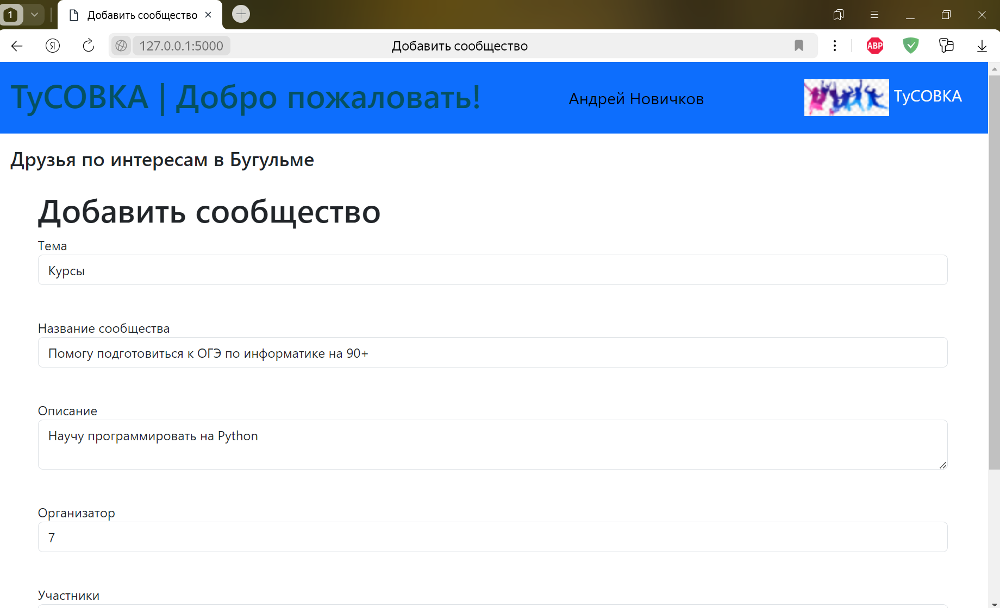 1
Добавить сообщество
Я
127.0.0.1:5000
Добавить сообщество
ABP
ТуСОВКА | Добро пожаловать!
Андрей Новичков
ТуСОВКА
Друзья по интересам в Бугульме
Добавить сообщество
Тема
Курсы
Название сообщества
Помогу подготовиться к ОГЭ по информатике на 90+
Описание
Научу программировать на Python
Организатор
7
Участники